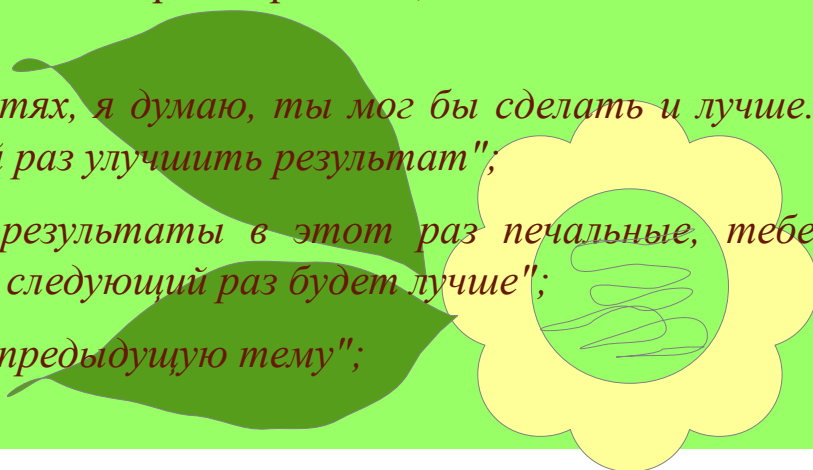 тях, я думаю, ты мог бы сделать и лучше.
раз улучшить результат";
результаты в этот раз печальные, тебе
следующий раз будет лучше";
предыдущую тему";